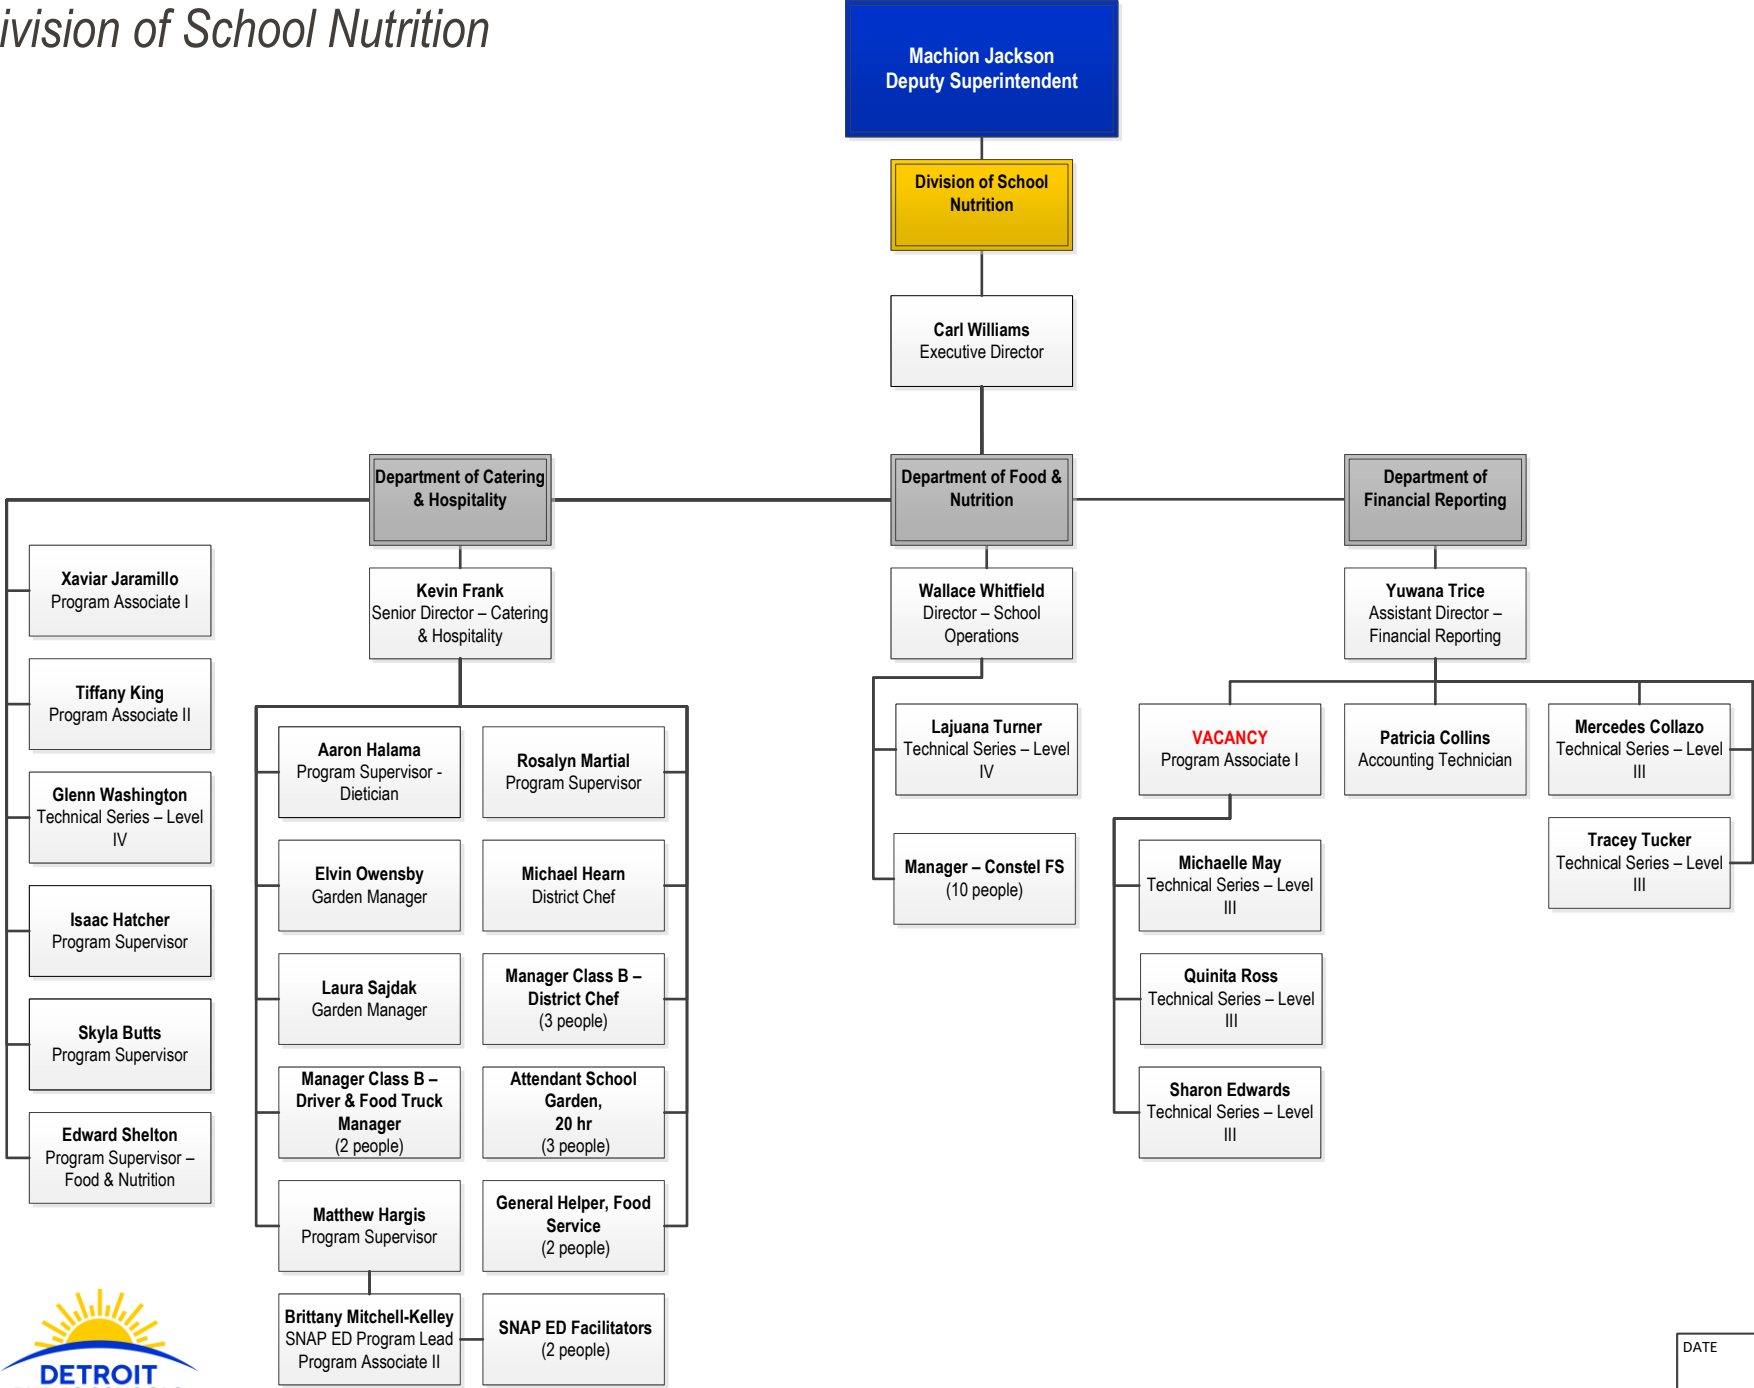 ivision of School Nutrition
Machion Jackson
Deputy Superintendent
Division of School
Nutrition
Carl Williams
Executive Director
Department of Catering
& Hospitality
Department of Food &
Nutrition
Department of
Financial Reporting
Xaviar Jaramillo
Program Associate I
Tiffany King
Program Associate II
Glenn Washington
Technical Series – Level
IV
Isaac Hatcher
Program Supervisor
Skyla Butts
Program Supervisor
Edward Shelton
Program Supervisor –
Food & Nutrition
Kevin Frank
Senior Director – Catering
& Hospitality
Aaron Halama
Program Supervisor -
Dietician
Rosalyn Martial
Program Supervisor
Elvin Owensby
Garden Manager
Michael Hearn
District Chef
Laura Sajdak
Garden Manager
Manager Class B –
District Chef
(3 people)
Manager Class B –
Driver & Food Truck
Manager
(2 people)
Attendant School
Garden,
20 hr
(3 people)
Matthew Hargis
Program Supervisor
General Helper, Food
Service
(2 people)
Brittany Mitchell-Kelley
SNAP ED Program Lead
Program Associate II
SNAP ED Facilitators
(2 people)
Wallace Whitfield
Director – School
Operations
Lajuana Turner
Technical Series – Level
IV
Manager – Constel FS
(10 people)
Yuwana Trice
Assistant Director –
Financial Reporting
VACANCY
Program Associate I
Patricia Collins
Accounting Technician
Mercedes Collazo
Technical Series – Level
III
Tracey Tucker
Technical Series – Level
III
Michaelle May
Technical Series – Level
III
Quinita Ross
Technical Series – Level
III
Sharon Edwards
Technical Series – Level
III
DETROIT
DATE